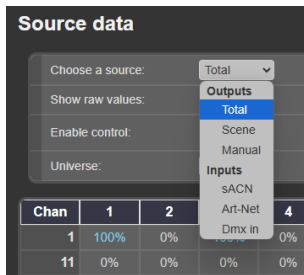 Source data
Choose a source: Total
Outputs
Show raw values:
Total
Scene
Enable control:
Manual
Inputs
Universe:
sACN
Art-Net
Dmx in
Chan 1 2 4
1 100% 0% 0%
11 0% 0% 0% 0%